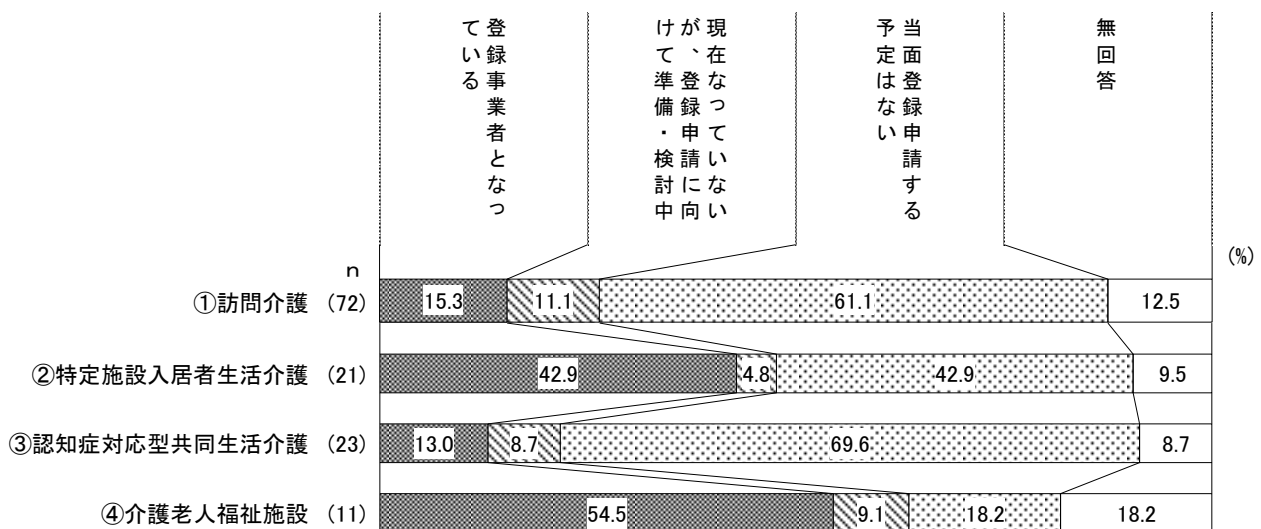 登録事業者となっ
ている
現在なっていない
が、登録申請に向
けて準備・検討中
当面登録申請する
予定はない
無回答
(%)
n
①訪問介護 (72) 15.3 11.1 61.1 12.5
②特定施設入居者生活介護 (21) 42.9 4.8 42.9 9.5
③認知症対応型共同生活介護 (23) 13.0 8.7 69.6 8.7
④介護老人福祉施設 (11) 54.5 9.1 18.2 18.2